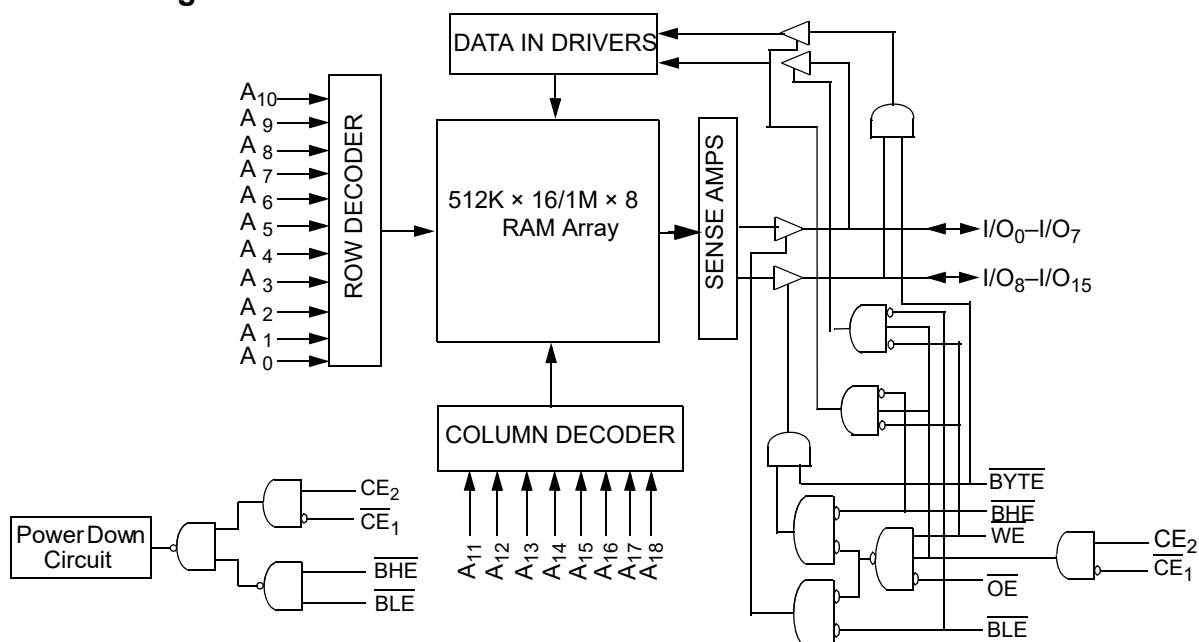 DATA IN DRIVERS
A10
A9
A8
A7
A6
A5
A4
A3
A2
A1
A0
ROW DECODER
512K × 16/1M × 8
RAM Array
SENSE AMPS
I/O0–I/O7
I/O8–I/O15
COLUMN DECODER
A11
A12
A13
A14
A15
A16
A17
A18
BYTE
BHE
WE
CE2
CE1
OE
BLE
Power Down
Circuit
CE2
CE1
BHE
BLE